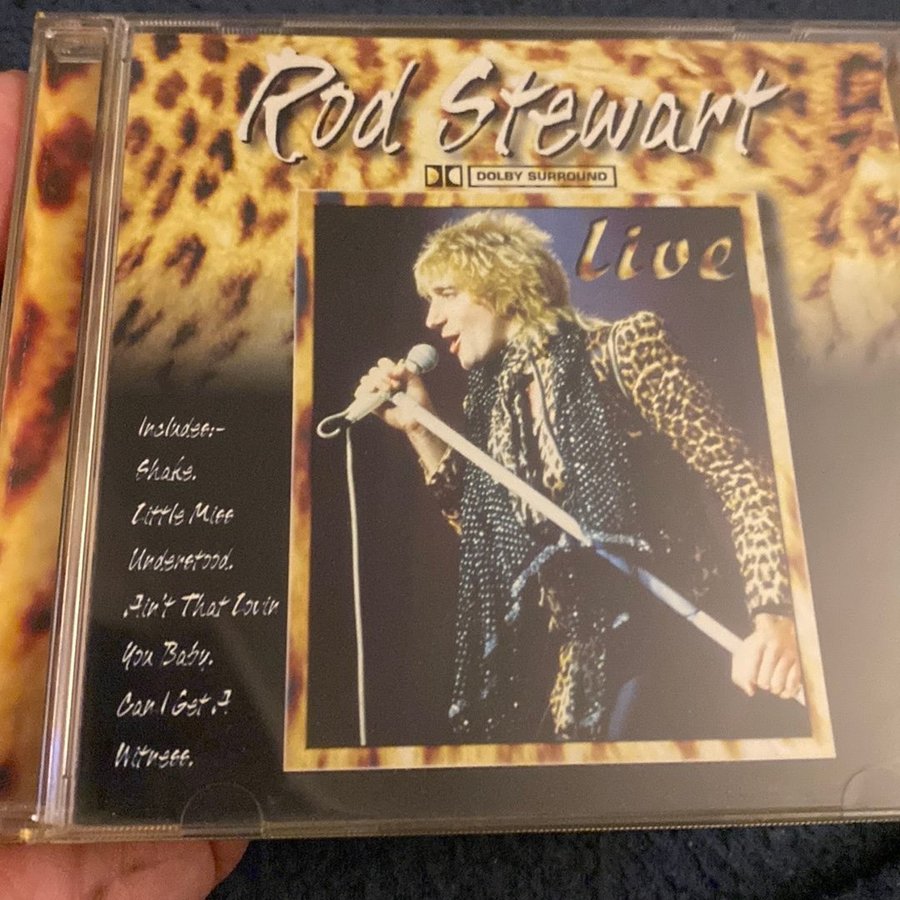 Rod Stewart
DOLBY SURROUND
live
Includes:-
Shake.
Little Miss
Understood.
Ain't That Lovin
You Baby.
Can I Get A
Witness.